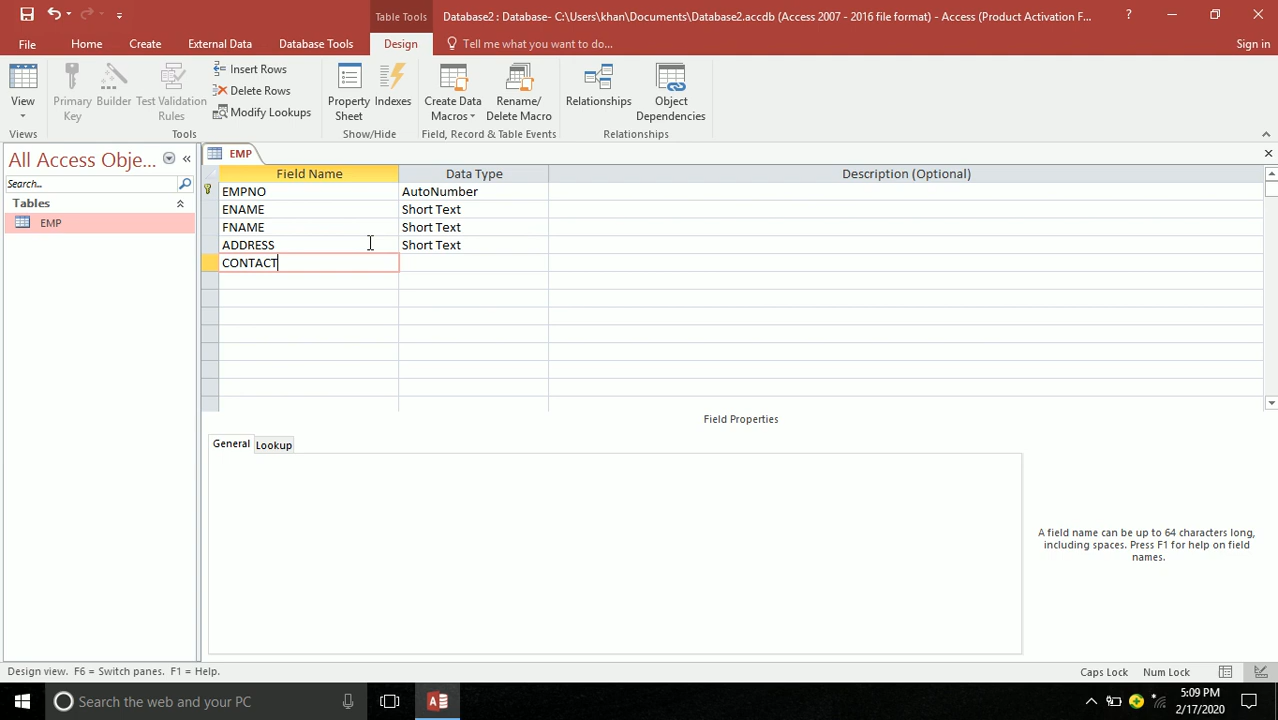 Table Tools
Database2 : Database- C:\Users\khan\Documents\Database2.accdb (Access 2007 - 2016 file format) - Access (Product Activation F...
?
File
Home
Create
External Data
Database Tools
Design
Tell me what you want to do...
Sign in
View
Primary Key
Builder
Test Validation Rules
Insert Rows
Delete Rows
Modify Lookups
Property Sheet
Indexes
Create Data Macros
Rename/ Delete Macro
Relationships
Object Dependencies
Views
Tools
Show/Hide
Field, Record & Table Events
Relationships
All Access Obje...
Search...
Tables
EMP
EMP
Field Name
Data Type
Description (Optional)
EMPNO
AutoNumber
ENAME
Short Text
FNAME
Short Text
ADDRESS
Short Text
CONTACT
Field Properties
General
Lookup
A field name can be up to 64 characters long,
including spaces. Press F1 for help on field
names.
Design view. F6 = Switch panes. F1 = Help.
Caps Lock
Num Lock
Search the web and your PC
5:09 PM
2/17/2020